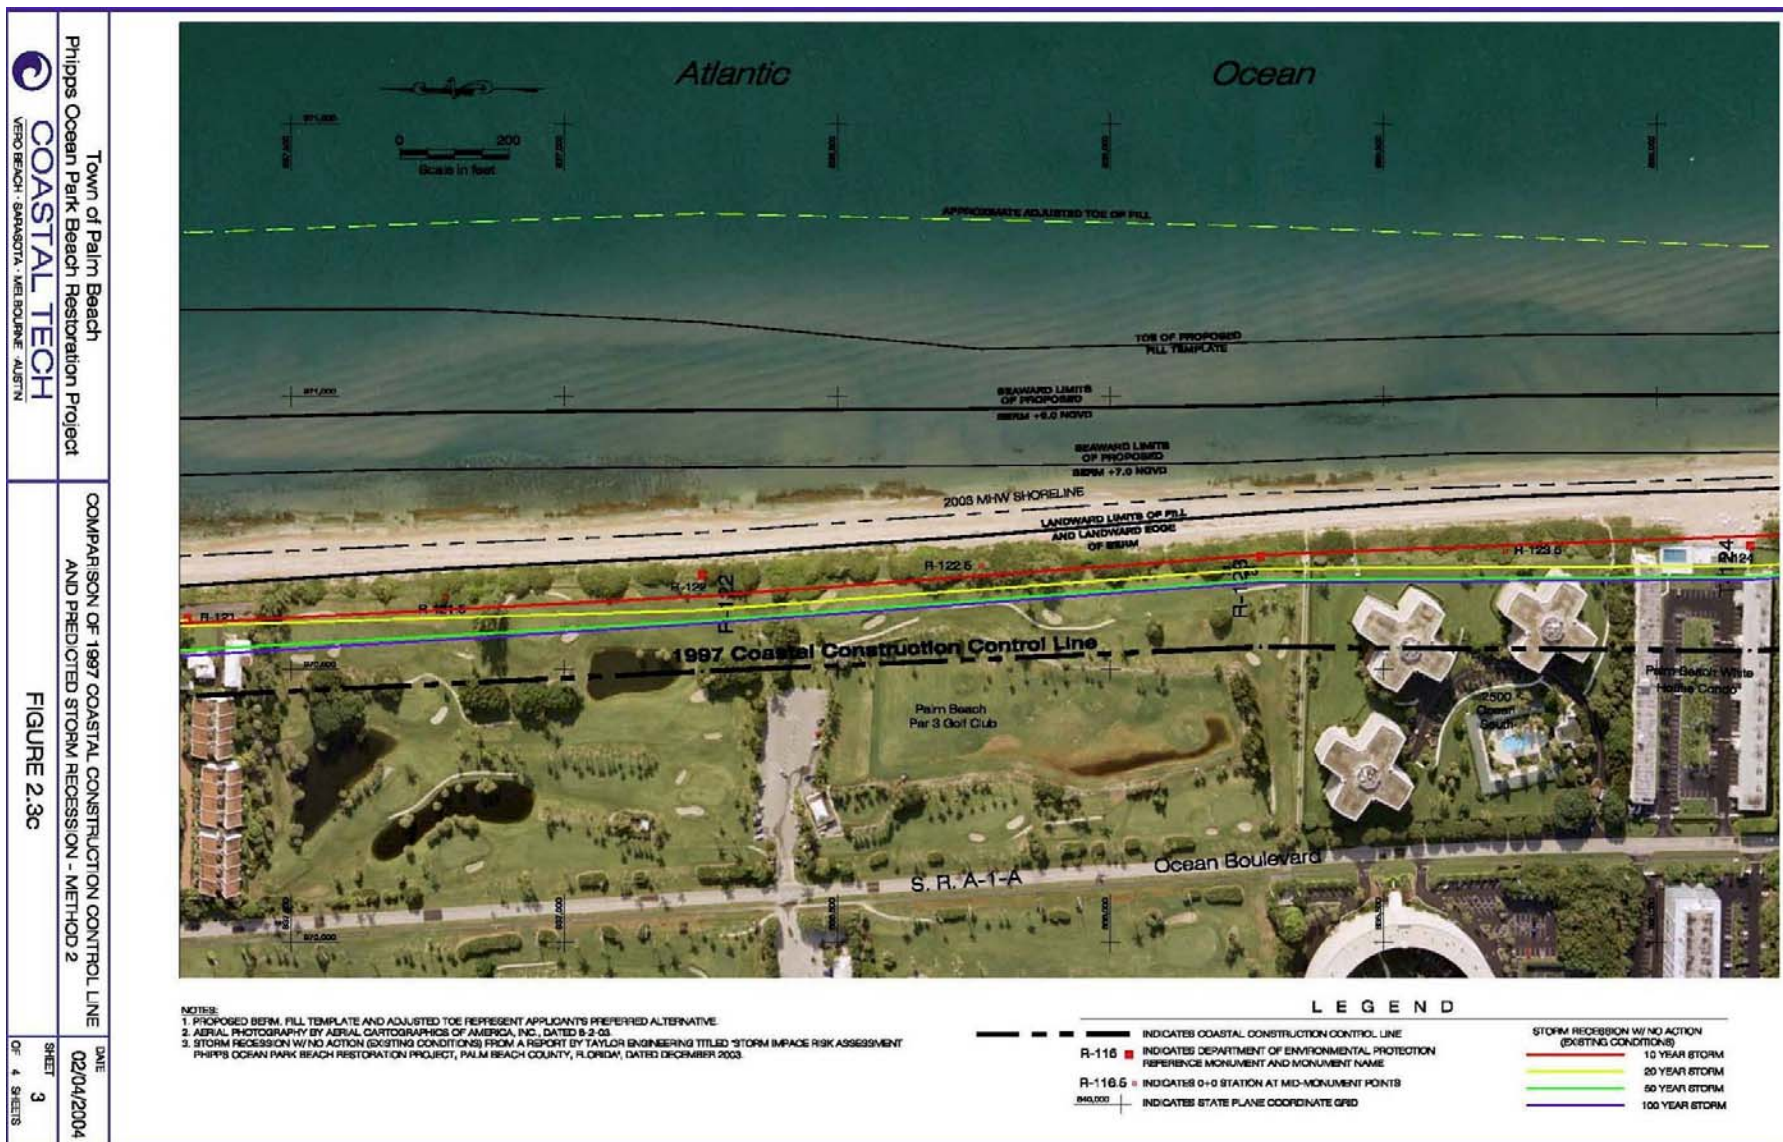 Town of Palm Beach
Phipps Ocean Park Beach Restoration Project
COASTAL TECH
VERO BEACH · SARASOTA · MELBOURNE · AUSTIN
COMPARISON OF 1997 COASTAL CONSTRUCTION CONTROL LINE
AND PREDICTED STORM RECESSION - METHOD 2
FIGURE 2.3c
DATE
02/04/2004
SHEET
3
OF 4 SHEETS
Atlantic Ocean
0 200
Scale in feet
APPROXIMATE ADJUSTED TOE OF FILL
TOE OF PROPOSED
FILL TEMPLATE
971,000
SEAWARD LIMITS
OF PROPOSED
BERM +9.0 NGVD
SEAWARD LIMITS
OF PROPOSED
BERM +7.0 NGVD
2003 MHW SHORELINE
LANDWARD LIMITS OF FILL
AND LANDWARD EDGE
OF BERM
R-121
R-121.5
R-122
R-122
R-122.5
R-123
R-123.5
R-124
1997 Coastal Construction Control Line
Palm Beach
Par 3 Golf Club
2500
Ocean
South
Palm Beach White
House Condo
S. R. A-1-A
Ocean Boulevard
970,000
NOTES:
1. PROPOSED BERM, FILL TEMPLATE AND ADJUSTED TOE REPRESENT APPLICANT'S PREFERRED ALTERNATIVE.
2. AERIAL PHOTOGRAPHY BY AERIAL CARTOGRAPHICS OF AMERICA, INC., DATED
3. STORM RECESSION W/ NO ACTION (EXISTING CONDITIONS) FROM A REPORT BY TAYLOR ENGINEERING TITLED "STORM IMPACE RISK ASSESSMENT
PHIPPS OCEAN PARK BEACH RESTORATION PROJECT, PALM BEACH COUNTY, FLORIDA", DATED DECEMBER 2003.
LEGEND
INDICATES COASTAL CONSTRUCTION CONTROL LINE
R-116 INDICATES DEPARTMENT OF ENVIRONMENTAL PROTECTION
REFERENCE MONUMENT AND MONUMENT NAME
R-116.5 INDICATES 0+0 STATION AT MID-MONUMENT POINTS
840,000 INDICATES STATE PLANE COORDINATE GRID
STORM RECESSION W/ NO ACTION
(EXISTING CONDITIONS)
10 YEAR STORM
20 YEAR STORM
50 YEAR STORM
100 YEAR STORM